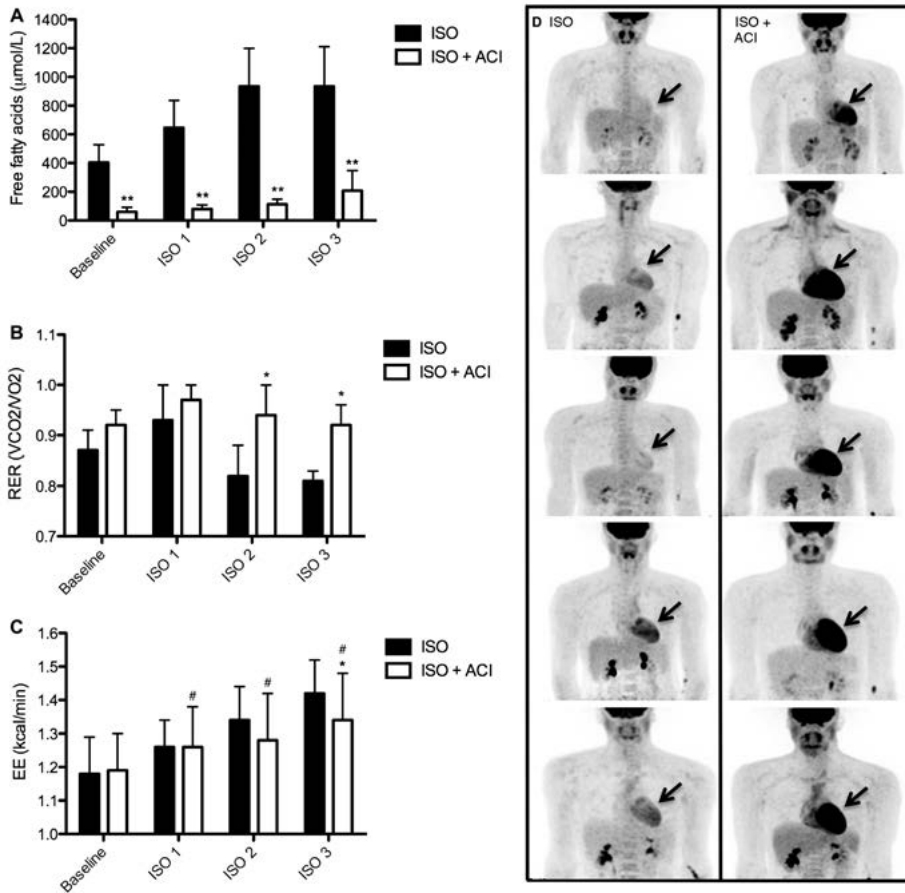 A
1400
1200
1000
800
600
400
200
0
Free fatty acids (µmol/L)
ISO
ISO + ACI
**
**
**
**
Baseline
ISO 1
ISO 2
ISO 3
B
1.1
1.0
0.9
0.8
0.7
RER (VCO2/VO2)
ISO
ISO + ACI
*
*
Baseline
ISO 1
ISO 2
ISO 3
C
1.6
1.5
1.4
1.3
1.2
1.1
1.0
EE (kcal/min)
ISO
ISO + ACI
#
#
#
*
Baseline
ISO 1
ISO 2
ISO 3
D ISO
ISO +
ACI